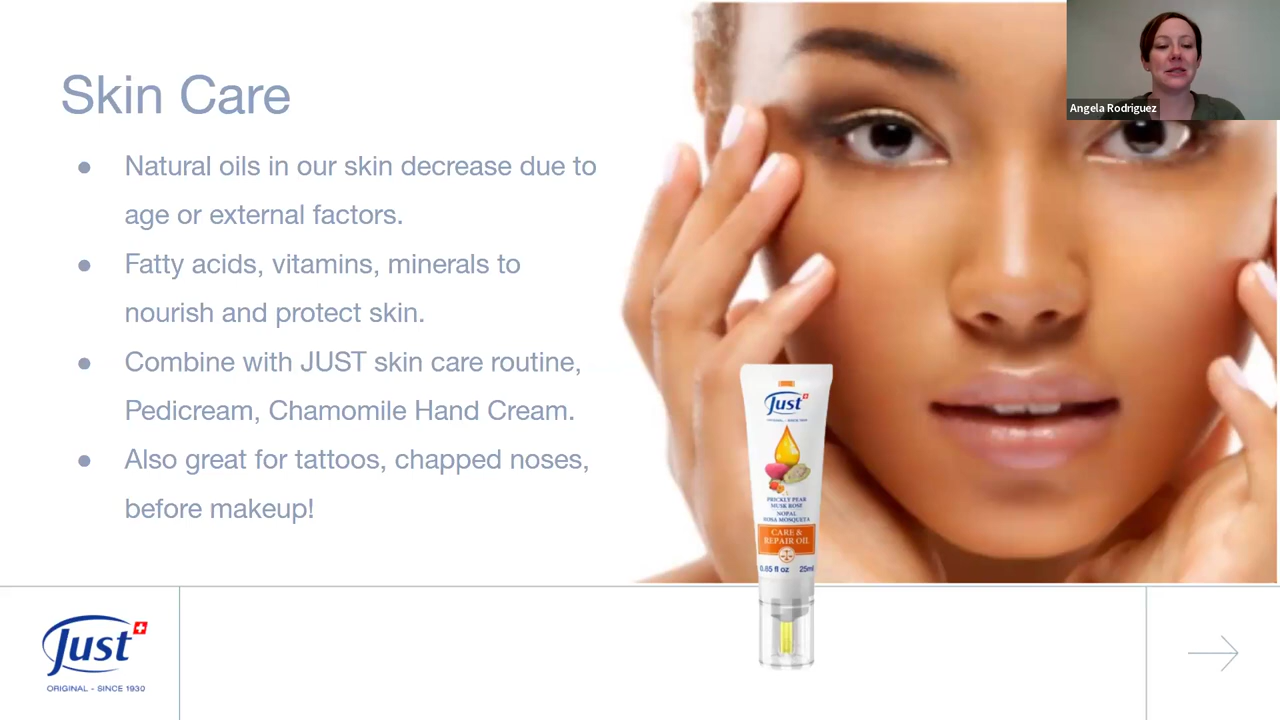 Skin Care
● Natural oils in our skin decrease due to
age or external factors.
● Fatty acids, vitamins, minerals to
nourish and protect skin.
● Combine with JUST skin care routine,
Pedicream, Chamomile Hand Cream.
● Also great for tattoos, chapped noses,
before makeup!
Angela Rodriguez
Just
ORIGINAL - SINCE 1930
PRICKLY PEAR
MUSK ROSE
NOPAL
ROSA MOSQUETA
CARE &
REPAIR OIL
0.85 fl oz 25ml
Just
ORIGINAL - SINCE 1930